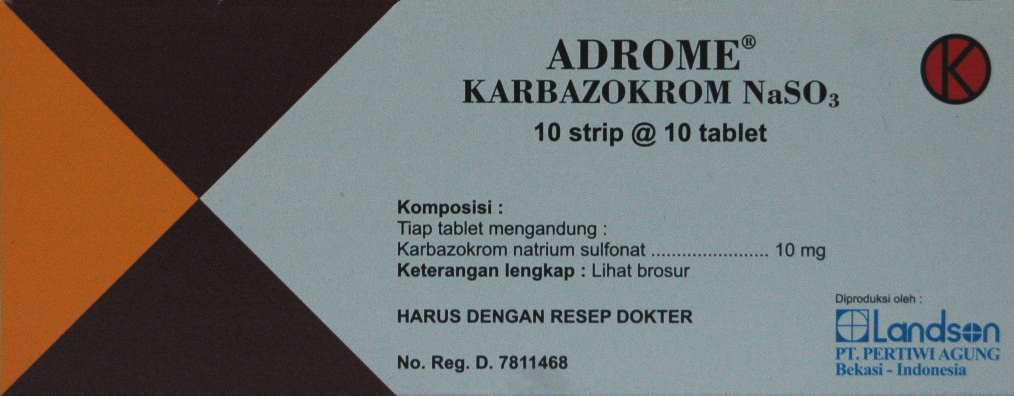 ADROME®
KARBAZOKROM NaSO₃
10 strip @ 10 tablet
K
Komposisi :
Tiap tablet mengandung :
Karbazokrom natrium sulfonat ........................ 10 mg
Keterangan lengkap : Lihat brosur
HARUS DENGAN RESEP DOKTER
No. Reg. D. 7811468
Diproduksi oleh :
Landson
PT. PERTIWI AGUNG
Bekasi - Indonesia